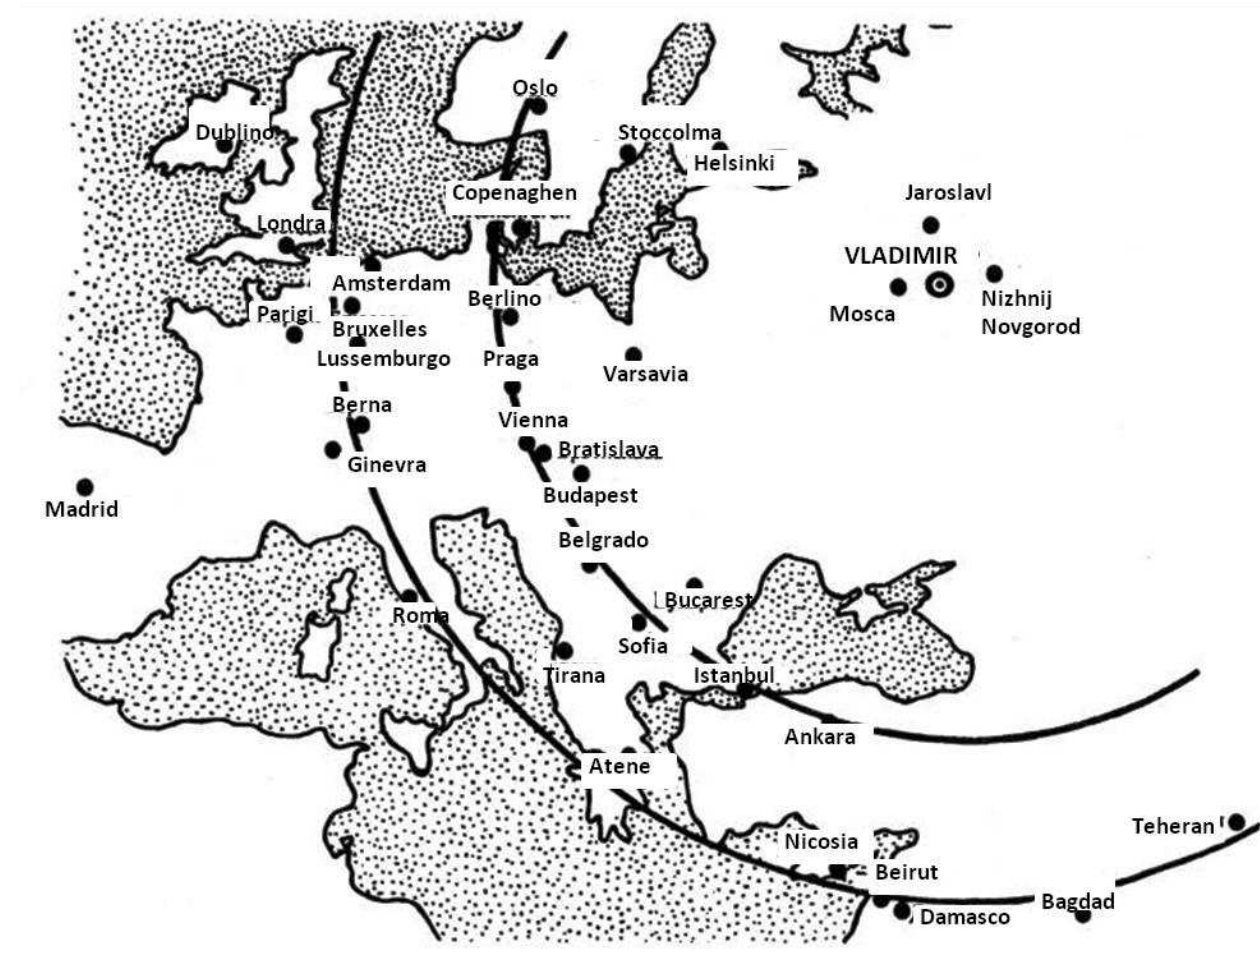 Oslo
Dublino
Stoccolma
Helsinki
Copenaghen
Jaroslavl
Londra
VLADIMIR
Amsterdam
Berlino
Nizhnij
Novgorod
Mosca
Parigi
Bruxelles
Lussemburgo
Praga
Varsavia
Berna
Vienna
Bratislava
Ginevra
Budapest
Madrid
Belgrado
Bucarest
Roma
Sofia
Tirana
Istanbul
Ankara
Atene
Teheran
Nicosia
Beirut
Bagdad
Damasco